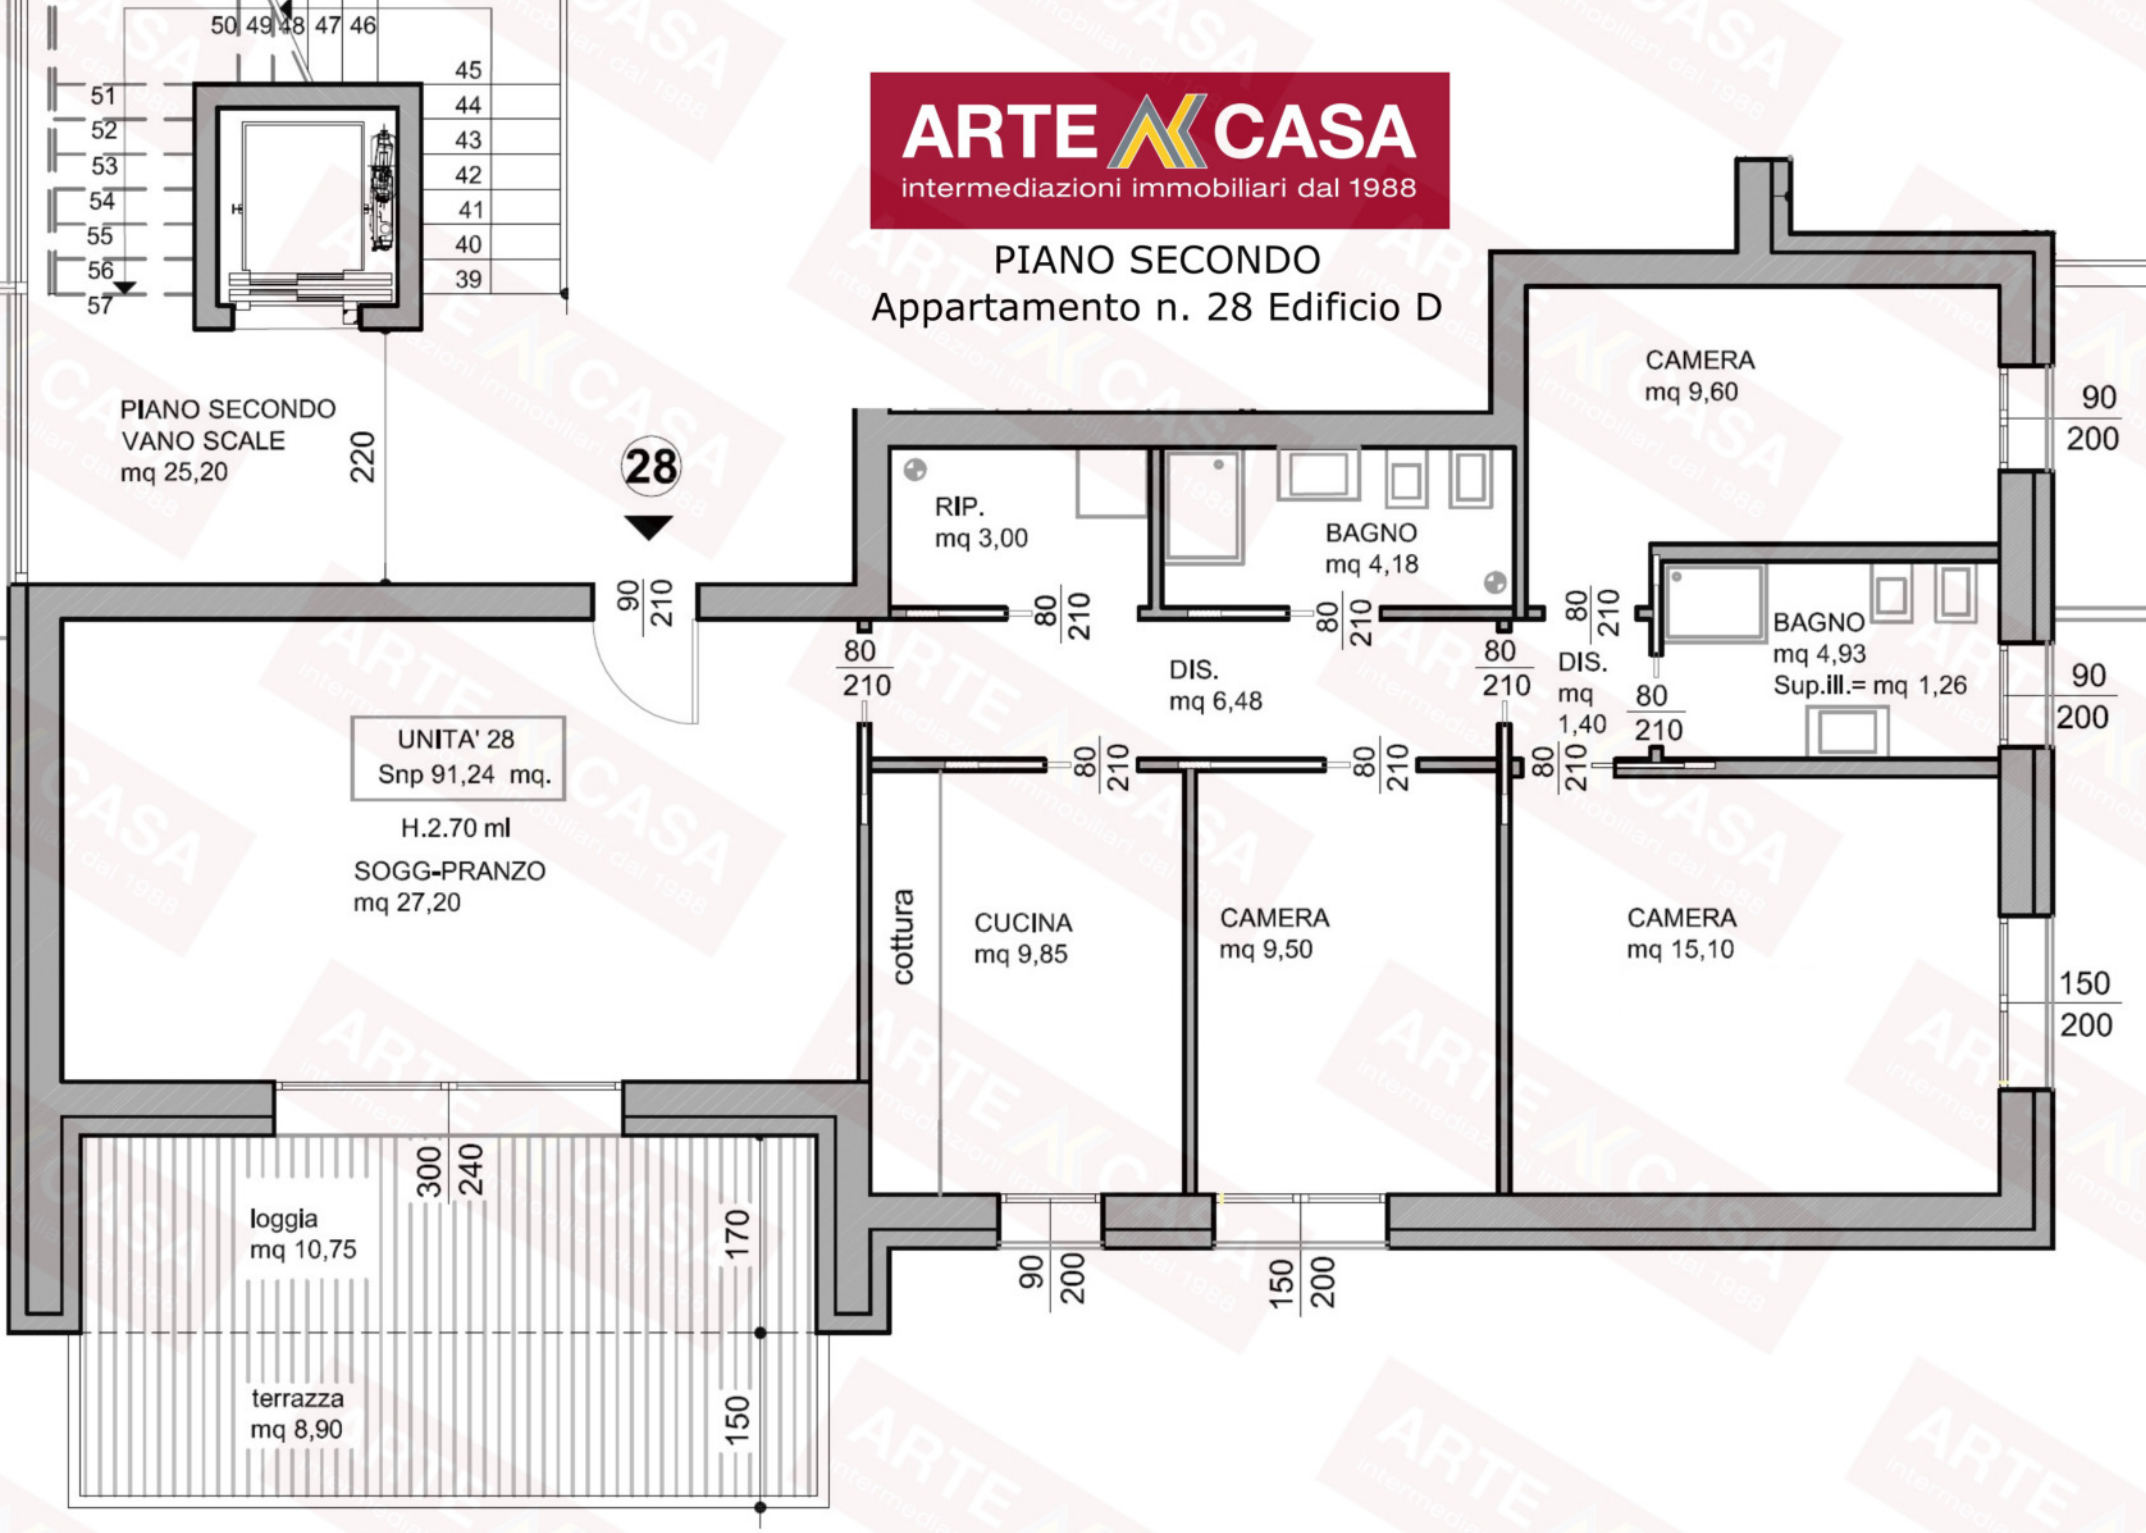 50 49 48 47 46
45
44
43
42
41
40
39
51
52
53
54
55
56
57
ARTE CASA
intermediazioni immobiliari dal 1988
PIANO SECONDO
Appartamento n. 28 Edificio D
PIANO SECONDO
VANO SCALE
mq 25,20
220
28
90
210
RIP.
mq 3,00
80
210
BAGNO
mq 4,18
80
210
CAMERA
mq 9,60
90
200
80
210
BAGNO
mq 4,93
Sup.ill.= mq 1,26
90
200
80
210
DIS.
mq 6,48
80
210
DIS.
mq
1,40
80
210
UNITA' 28
Snp 91,24 mq.
H.2.70 ml
SOGG-PRANZO
mq 27,20
80
210
80
210
80
210
cottura
CUCINA
mq 9,85
CAMERA
mq 9,50
CAMERA
mq 15,10
150
200
300
240
loggia
mq 10,75
170
90
200
150
200
terrazza
mq 8,90
150